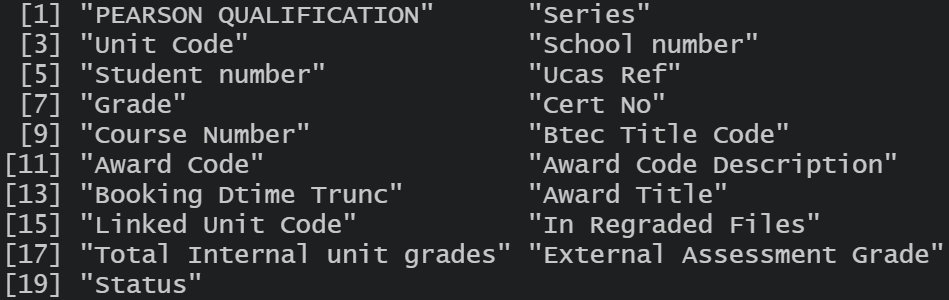 [1] "PEARSON QUALIFICATION" "Series"
[3] "Unit Code" "School number"
[5] "Student number" "Ucas Ref"
[7] "Grade" "Cert No"
[9] "Course Number" "Btec Title Code"
[11] "Award Code" "Award Code Description"
[13] "Booking Dtime Trunc" "Award Title"
[15] "Linked Unit Code" "In Regraded Files"
[17] "Total Internal unit grades" "External Assessment Grade"
[19] "Status"